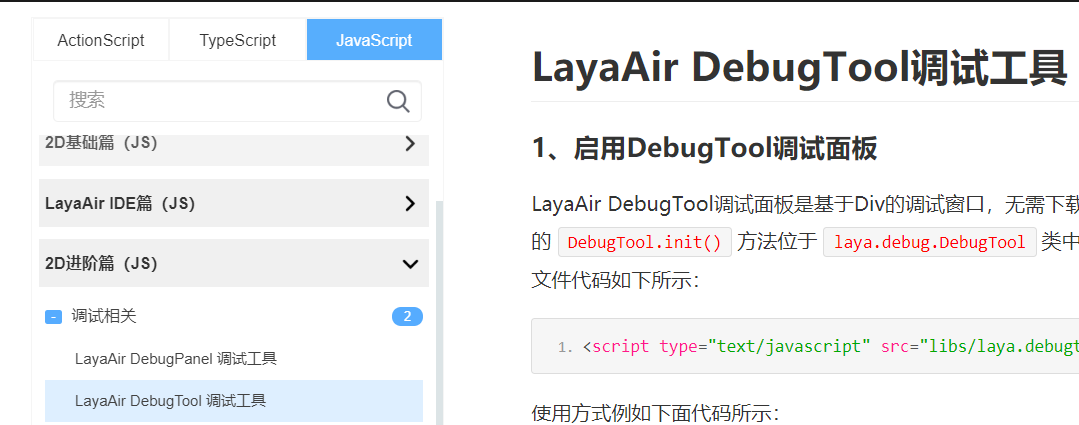 ActionScript TypeScript JavaScript
搜索
2D基础篇（JS）
LayaAir IDE篇（JS）
2D进阶篇（JS）
- 调试相关 2
LayaAir DebugPanel 调试工具
LayaAir DebugTool 调试工具
LayaAir DebugTool调试工具
1、启用DebugTool调试面板
LayaAir DebugTool调试面板是基于Div的调试窗口，无需下载
的 DebugTool.init() 方法位于 laya.debug.DebugTool 类中
文件代码如下所示：
1. <script type="text/javascript" src="libs/laya.debugt
使用方式例如下面代码所示：